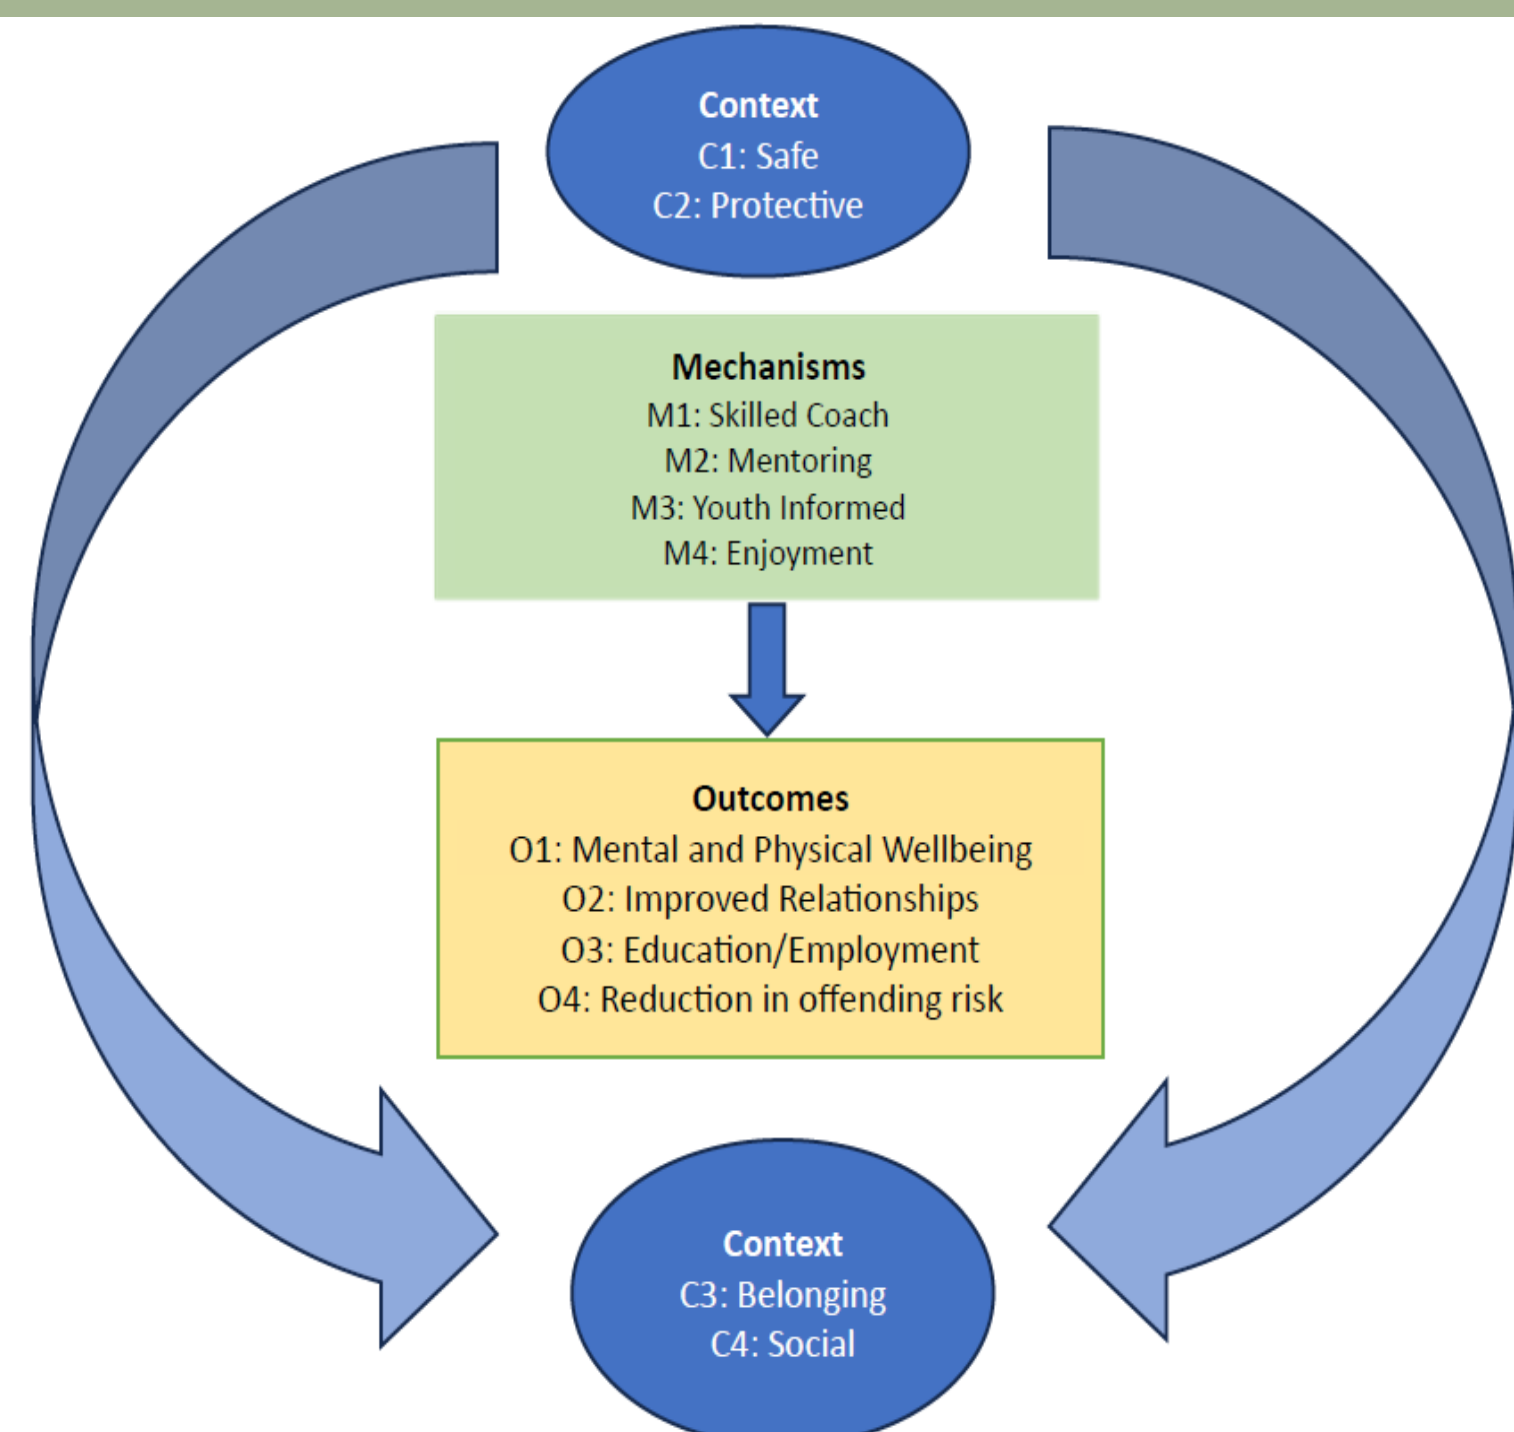 Context
C1: Safe
C2: Protective
Mechanisms
M1: Skilled Coach
M2: Mentoring
M3: Youth Informed
M4: Enjoyment
Outcomes
O1: Mental and Physical Wellbeing
O2: Improved Relationships
O3: Education/Employment
O4: Reduction in offending risk
Context
C3: Belonging
C4: Social